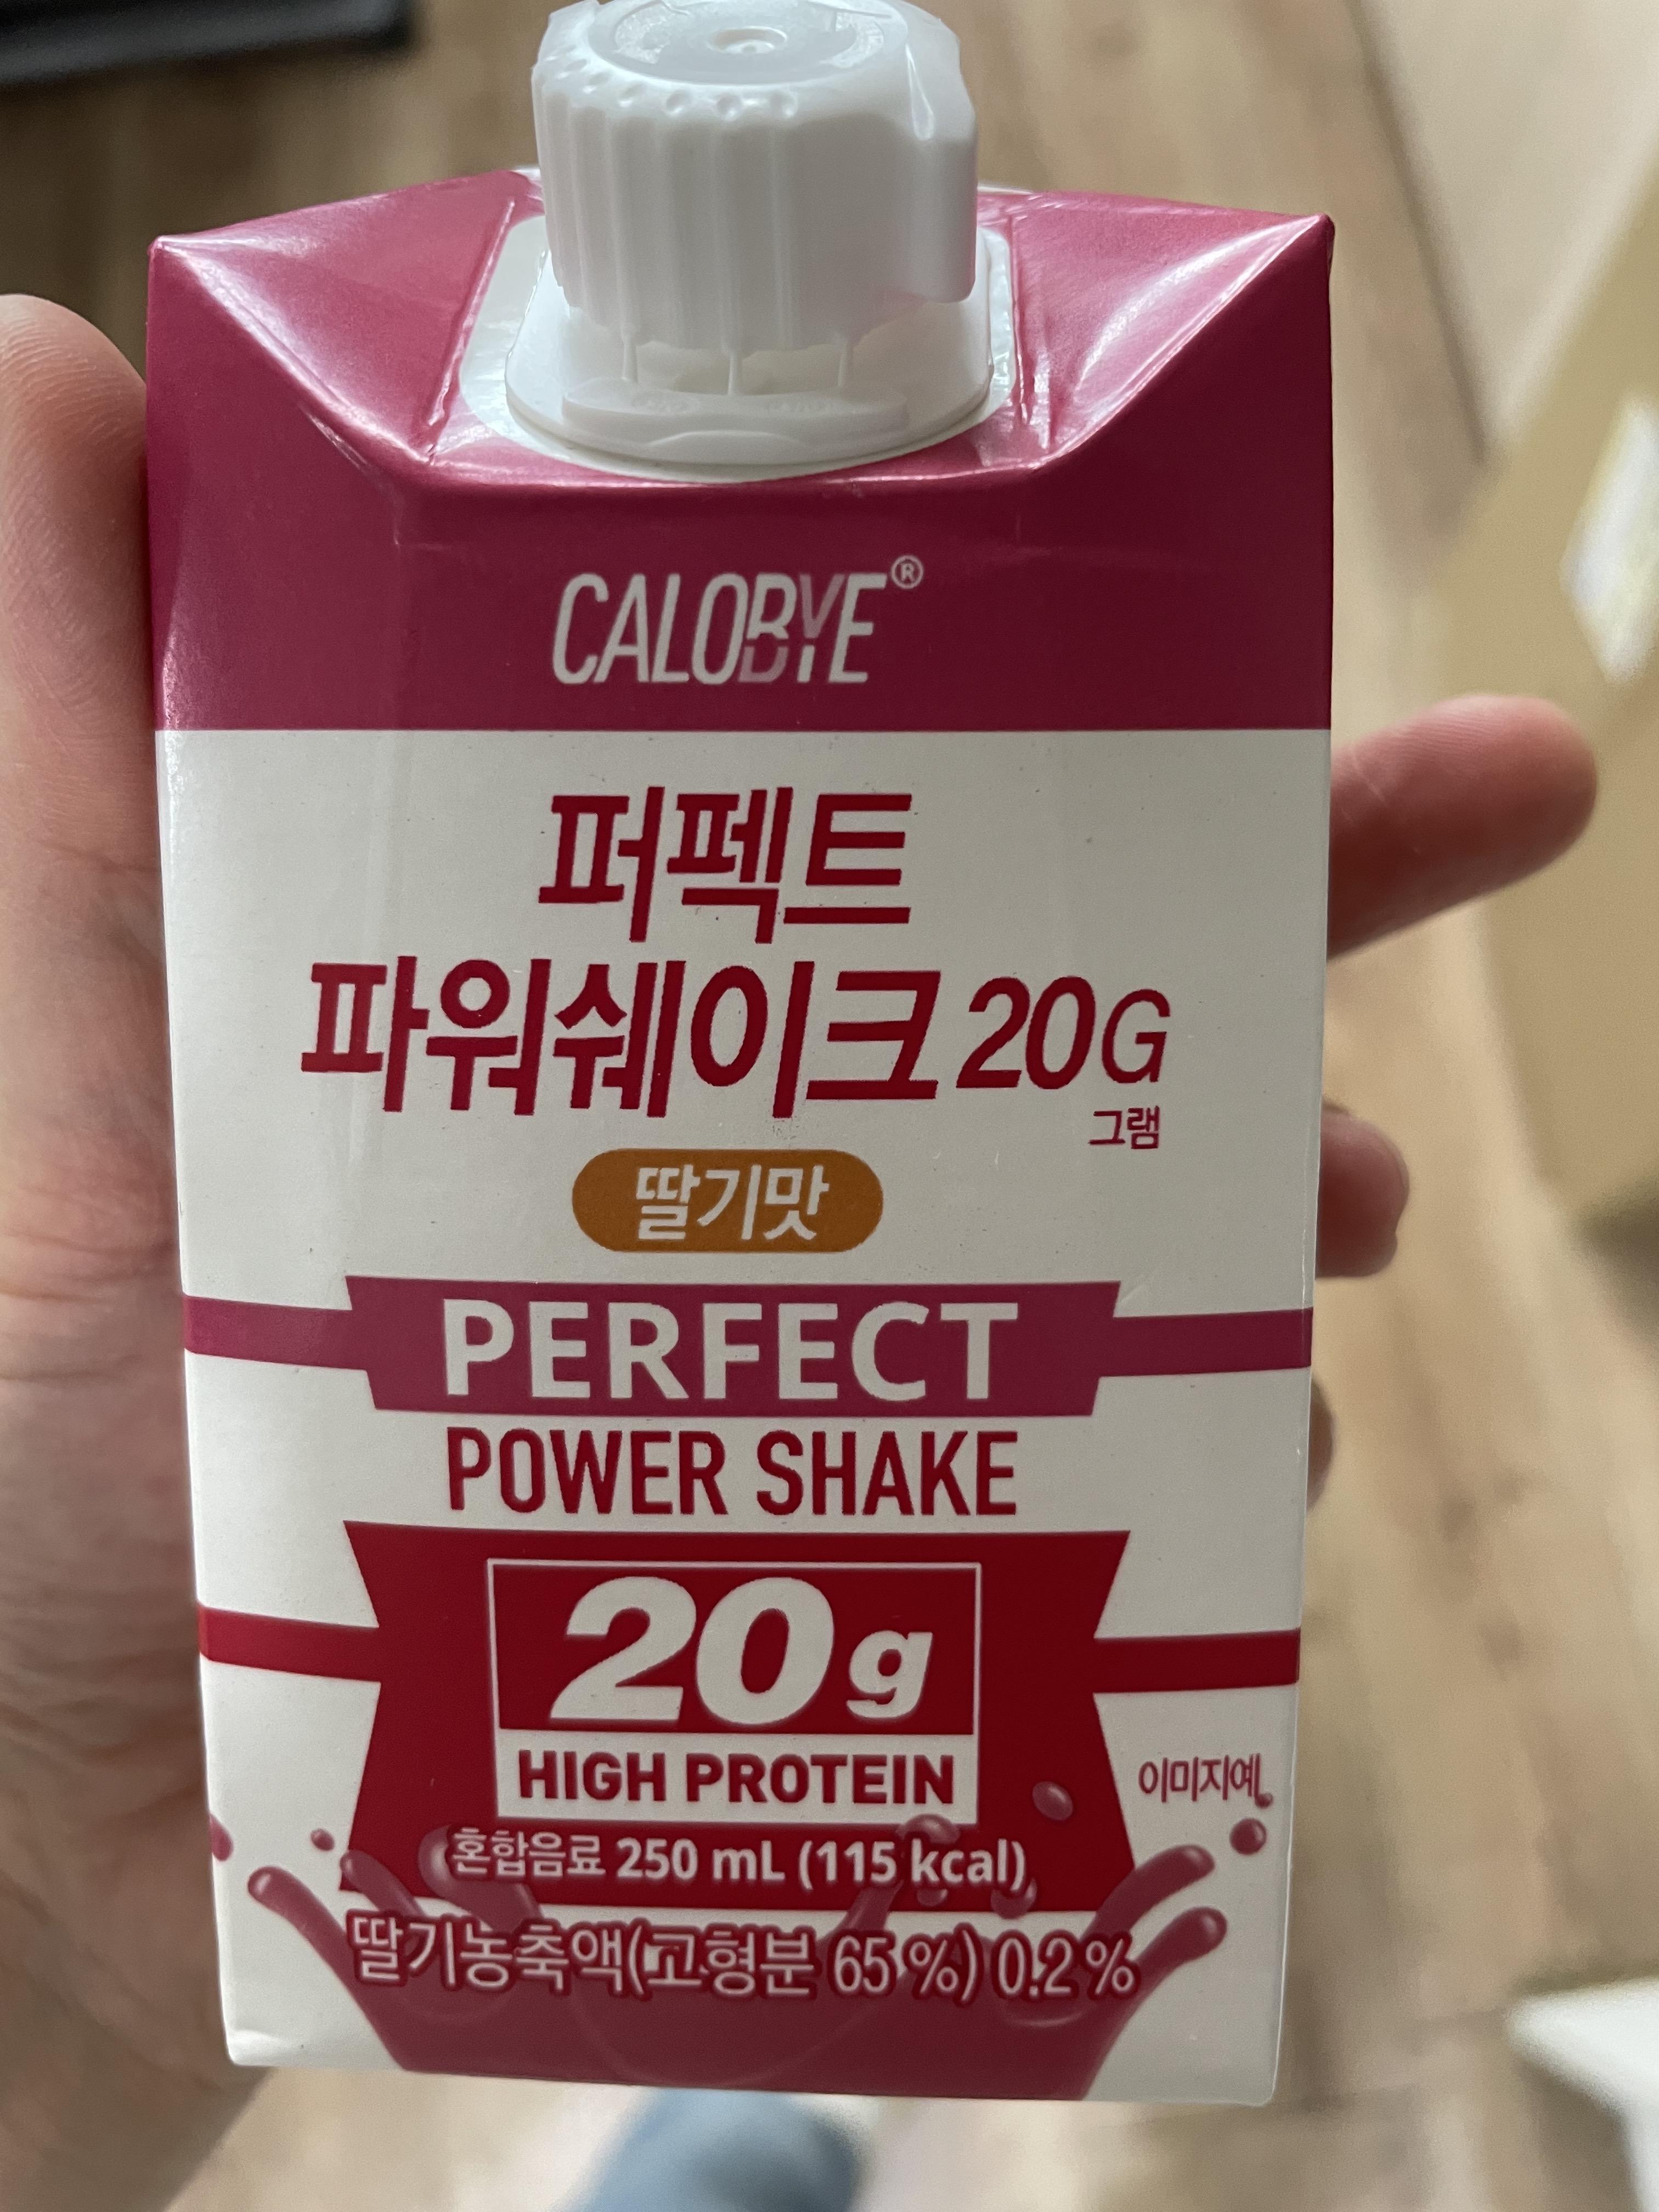 CALOBYE®
퍼펙트
파워쉐이크 20G
그램
딸기맛
PERFECT
POWER SHAKE
20g
HIGH PROTEIN
이미지예
혼합음료 250 mL (115 kcal)
딸기농축액(고형분 65 %) 0.2 %